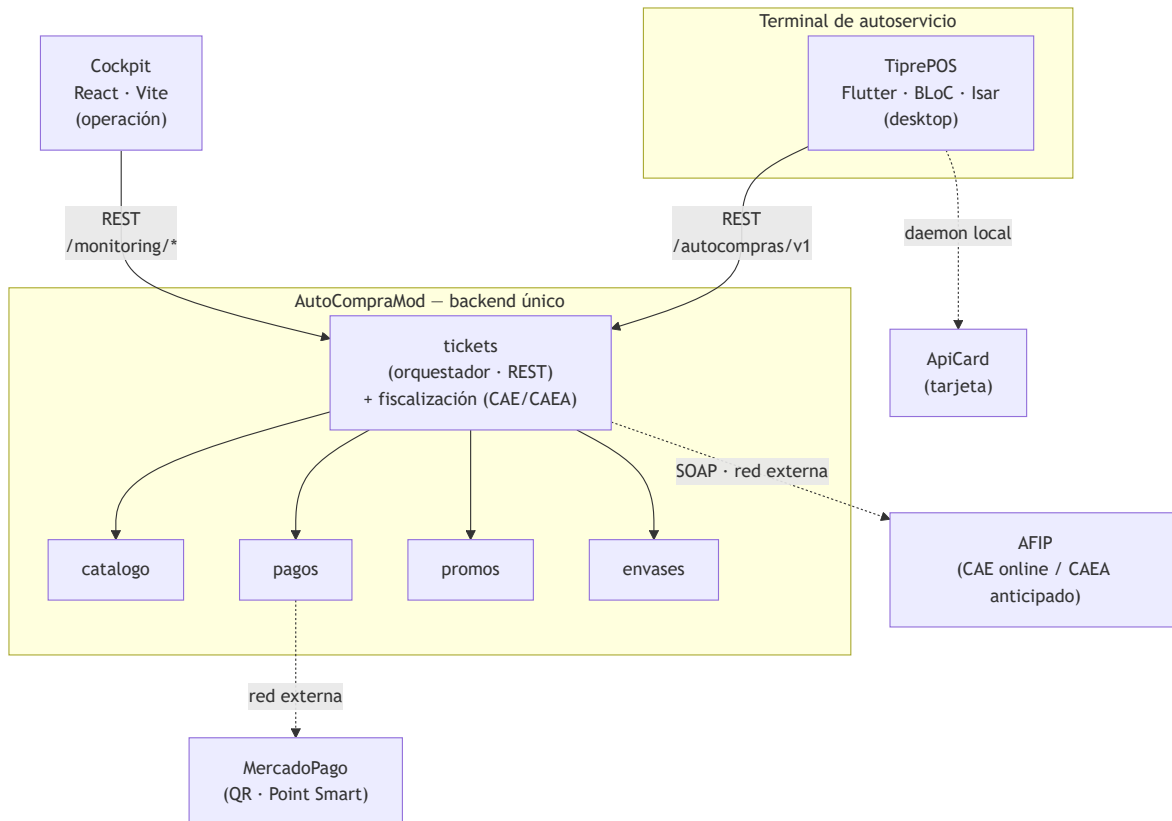 Terminal de autoservicio
Cockpit
React · Vite
(operación)
TiprePOS
Flutter · BLoC · Isar
(desktop)
REST
/monitoring/*
REST
/autocompras/v1
daemon local
AutoCompraMod — backend único
tickets
(orquestador · REST)
+ fiscalización (CAE/CAEA)
ApiCard
(tarjeta)
SOAP · red externa
catalogo
pagos
promos
envases
AFIP
(CAE online / CAEA
anticipado)
red externa
MercadoPago
(QR · Point Smart)